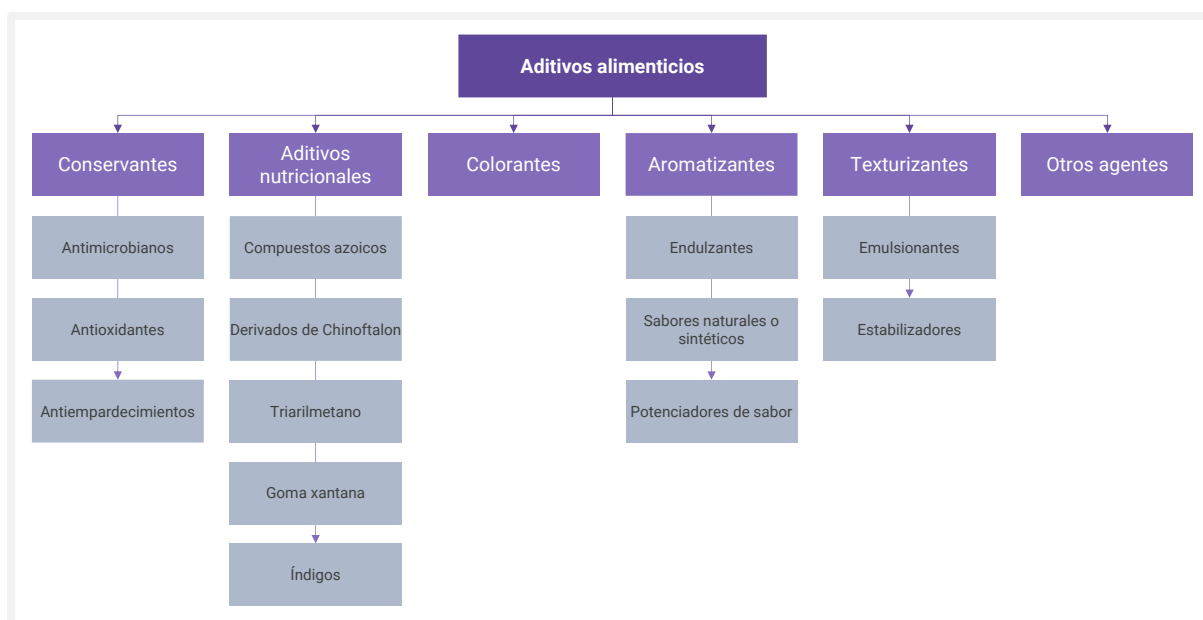 Aditivos alimenticios
Conservantes
Aditivos
nutricionales
Colorantes
Aromatizantes
Texturizantes
Otros agentes
Antimicrobianos
Compuestos azoicos
Endulzantes
Emulsionantes
Antioxidantes
Derivados de Chinoftalon
Sabores naturales o
sintéticos
Estabilizadores
Antiempardecimientos
Triarilmetano
Potenciadores de sabor
Goma xantana
Índigos